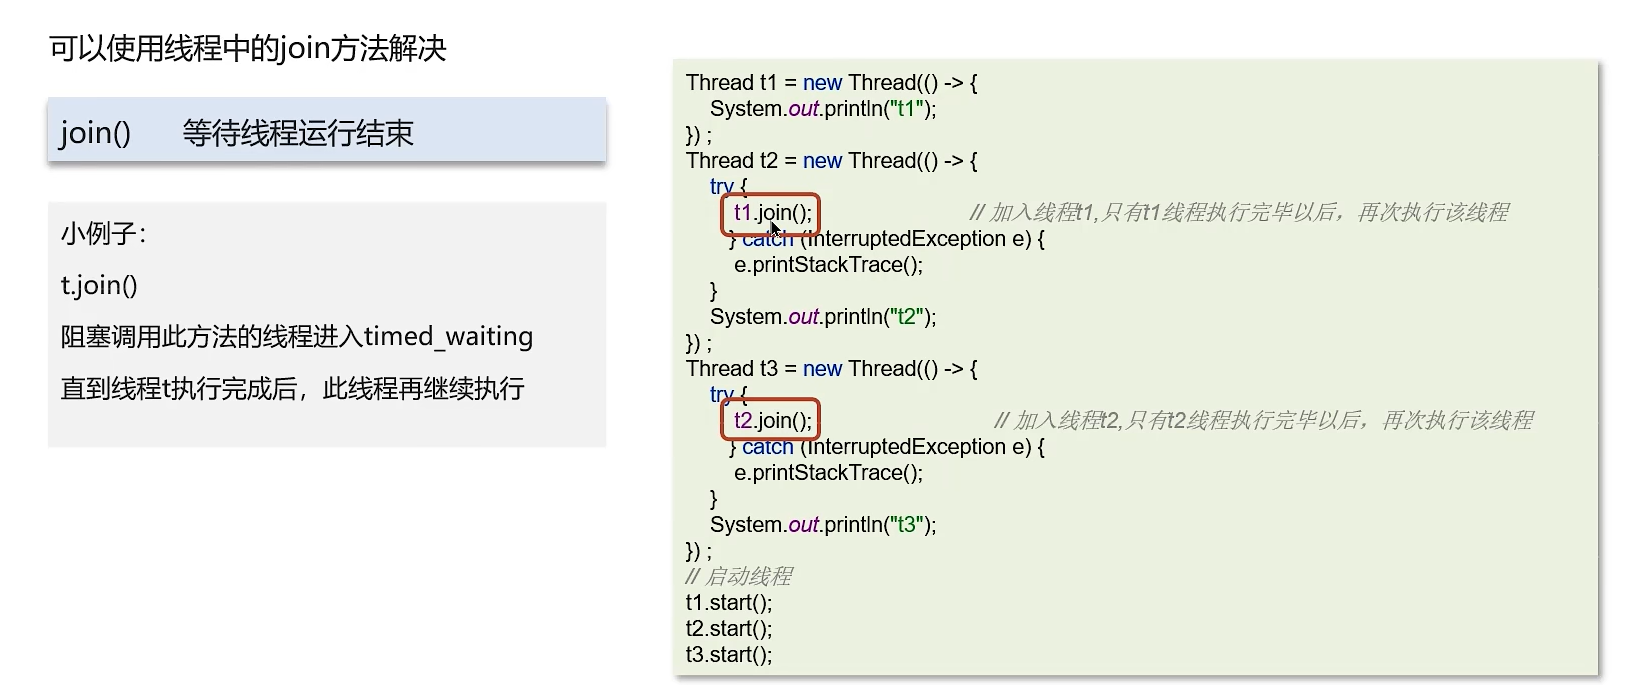 可以使用线程中的join方法解决
join() 等待线程运行结束
小例子：
t.join()
阻塞调用此方法的线程进入timed_waiting
直到线程t执行完成后，此线程再继续执行
Thread t1 = new Thread(() -> {
System.out.println("t1");
}) ;
Thread t2 = new Thread(() -> {
try {
t1.join(); // 加入线程t1,只有t1线程执行完毕以后，再次执行该线程
} catch (InterruptedException e) {
e.printStackTrace();
}
System.out.println("t2");
}) ;
Thread t3 = new Thread(() -> {
try {
t2.join(); // 加入线程t2,只有t2线程执行完毕以后，再次执行该线程
} catch (InterruptedException e) {
e.printStackTrace();
}
System.out.println("t3");
}) ;
// 启动线程
t1.start();
t2.start();
t3.start();